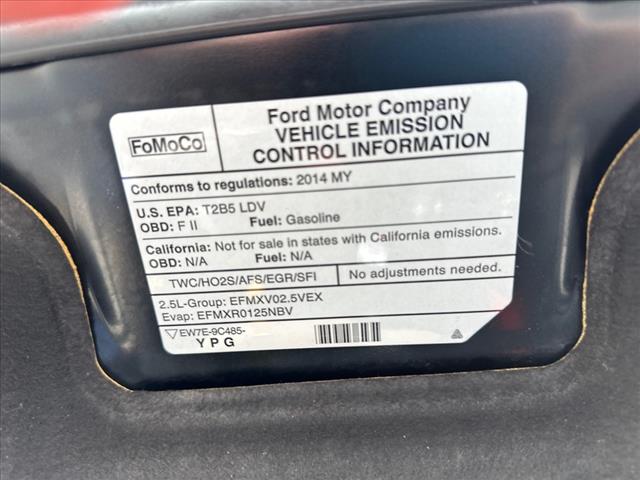 FoMoCo
Ford Motor Company
VEHICLE EMISSION
CONTROL INFORMATION
Conforms to regulations: 2014 MY
U.S. EPA: T2B5 LDV
OBD: F II Fuel: Gasoline
California: Not for sale in states with California emissions.
OBD: N/A Fuel: N/A
TWC/HO2S/AFS/EGR/SFI No adjustments needed.
2.5L-Group: EFMXV02.5VEX
Evap: EFMXR0125NBV
EW7E-9C485-
Y P G